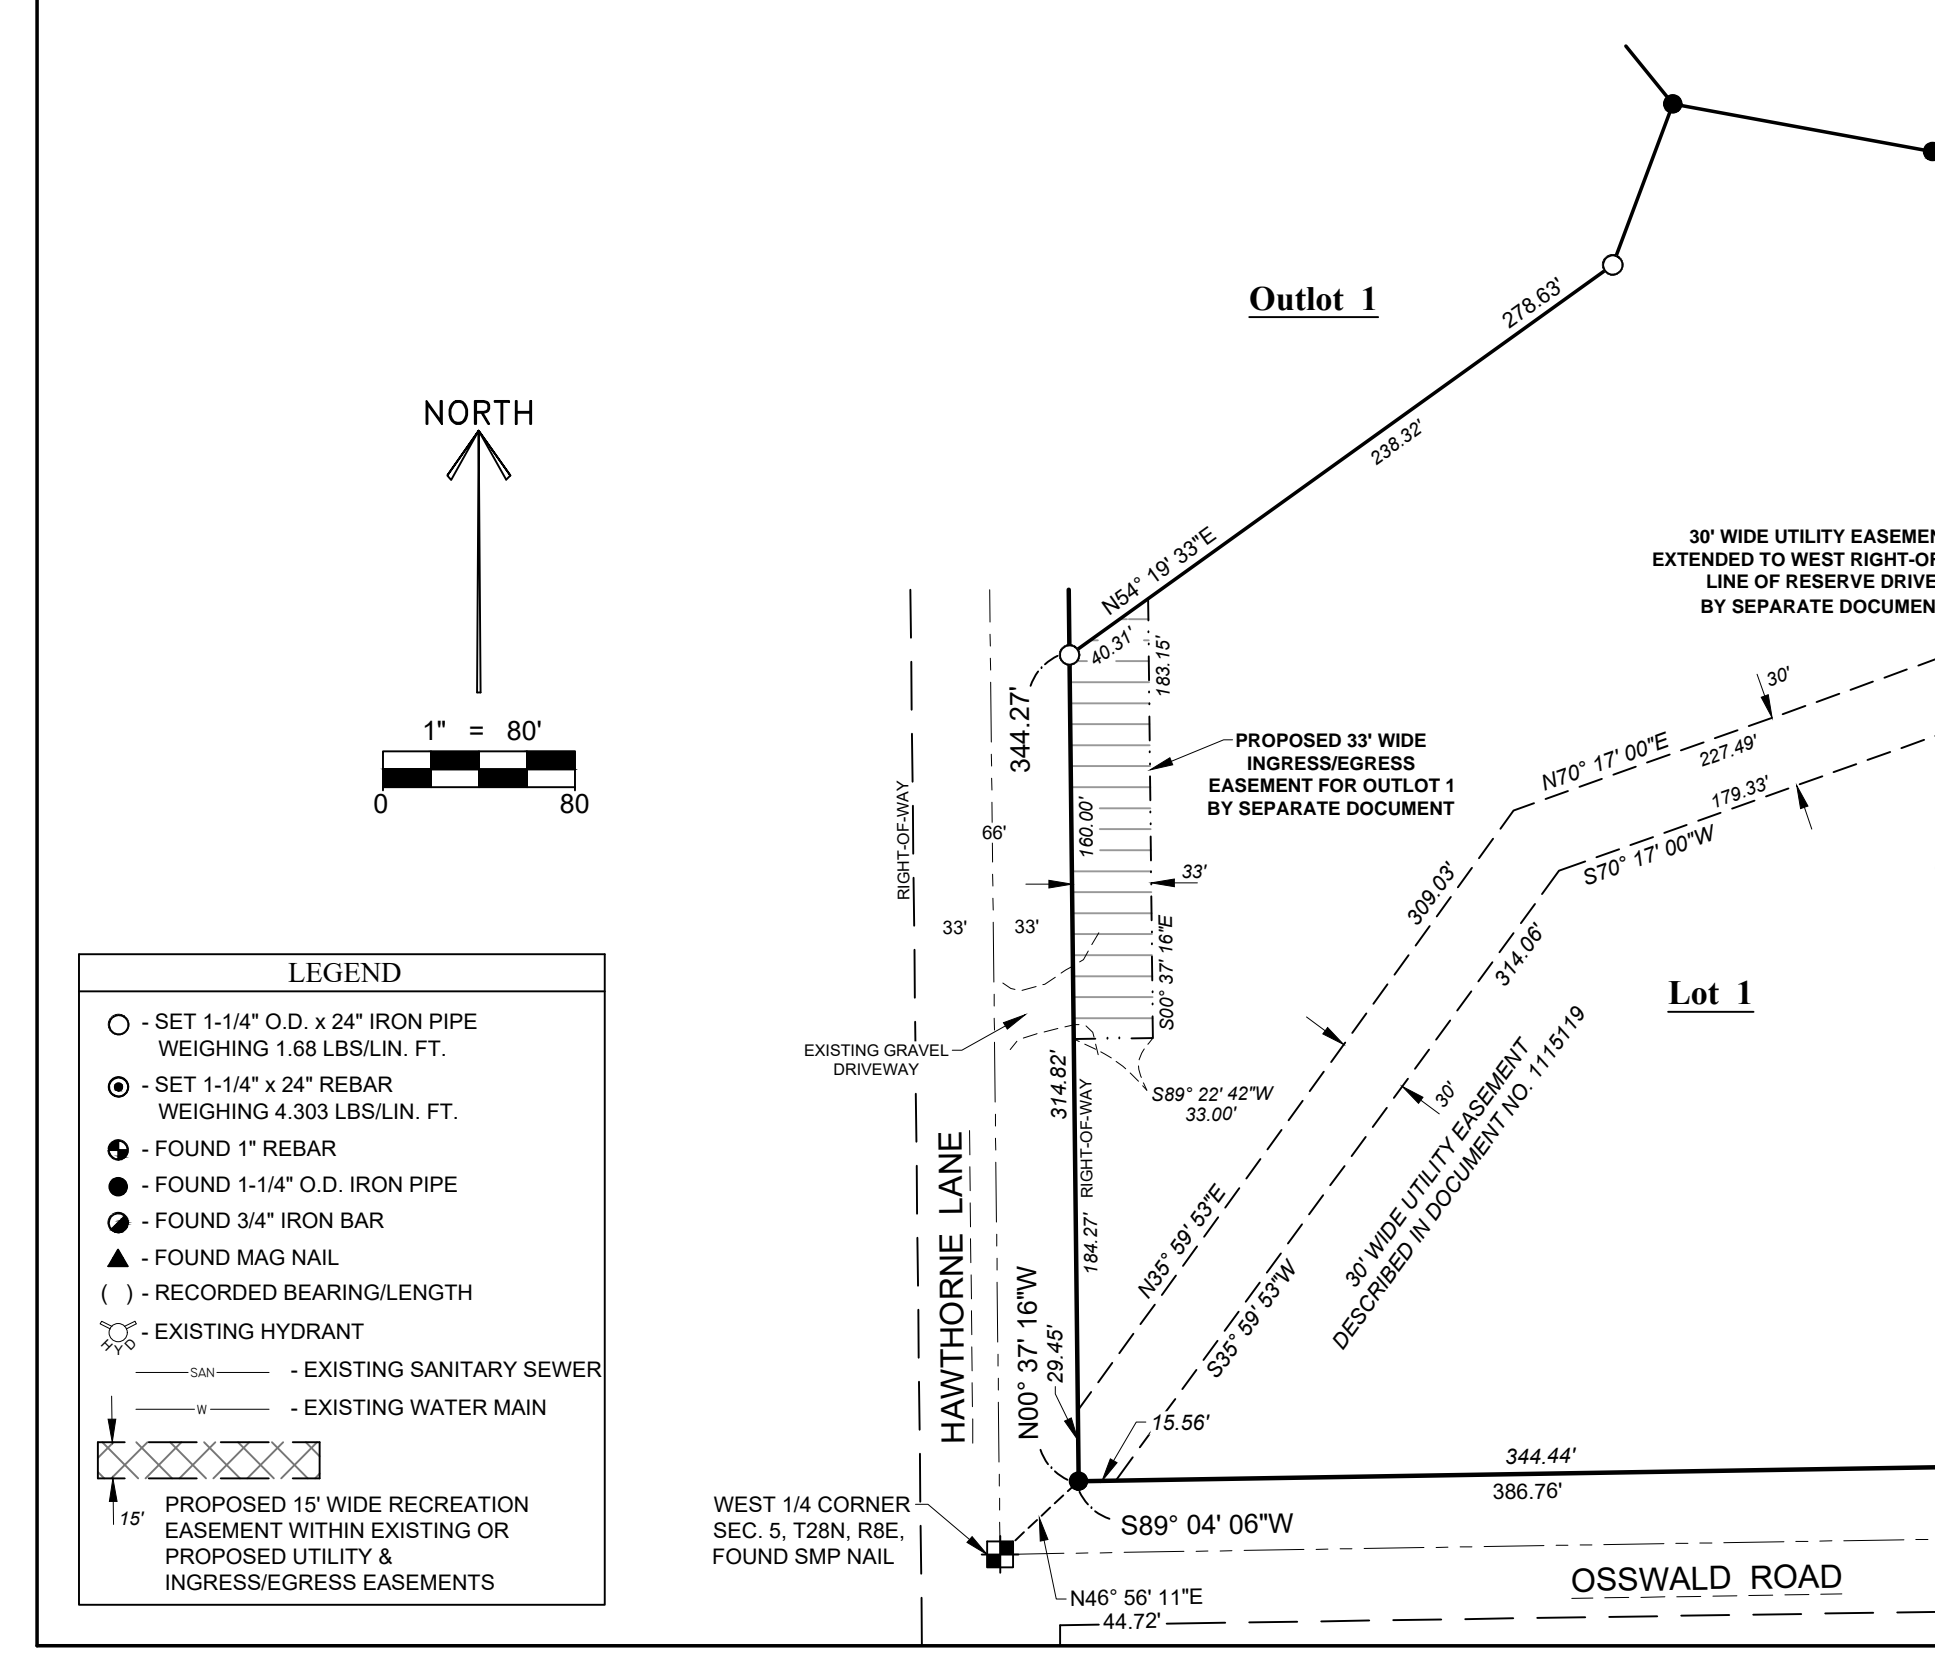 Outlot 1
278.63'
238.32'
N54° 19' 33"E
40.31'
183.15'
NORTH
1" = 80'
0 80
344.27'
PROPOSED 33' WIDE
INGRESS/EGRESS
EASEMENT FOR OUTLOT 1
BY SEPARATE DOCUMENT
30' WIDE UTILITY EASEMEN
EXTENDED TO WEST RIGHT-OF
LINE OF RESERVE DRIVE
BY SEPARATE DOCUMEN
30'
N70° 17' 00"E
227.49'
179.33'
S70° 17' 00"W
RIGHT-OF-WAY
66'
160.00'
33'
33'
33'
S00° 37' 16"E
309.03'
314.06'
Lot 1
EXISTING GRAVEL
DRIVEWAY
S89° 22' 42"W
33.00'
314.82'
RIGHT-OF-WAY
184.27'
HAWTHORNE LANE
N00° 37' 16"W
29.45'
N35° 59' 53"E
S35° 59' 53"W
30'
30' WIDE UTILITY EASEMENT
DESCRIBED IN DOCUMENT NO. 1115119
15.56'
344.44'
386.76'
S89° 04' 06"W
WEST 1/4 CORNER
SEC. 5, T28N, R8E,
FOUND SMP NAIL
N46° 56' 11"E
44.72'
OSSWALD ROAD
LEGEND
- SET 1-1/4" O.D. x 24" IRON PIPE
WEIGHING 1.68 LBS/LIN. FT.
- SET 1-1/4" x 24" REBAR
WEIGHING 4.303 LBS/LIN. FT.
- FOUND 1" REBAR
- FOUND 1-1/4" O.D. IRON PIPE
- FOUND 3/4" IRON BAR
- FOUND MAG NAIL
( ) - RECORDED BEARING/LENGTH
HYD - EXISTING HYDRANT
SAN - EXISTING SANITARY SEWER
W - EXISTING WATER MAIN
15'
PROPOSED 15' WIDE RECREATION
EASEMENT WITHIN EXISTING OR
PROPOSED UTILITY &
INGRESS/EGRESS EASEMENTS